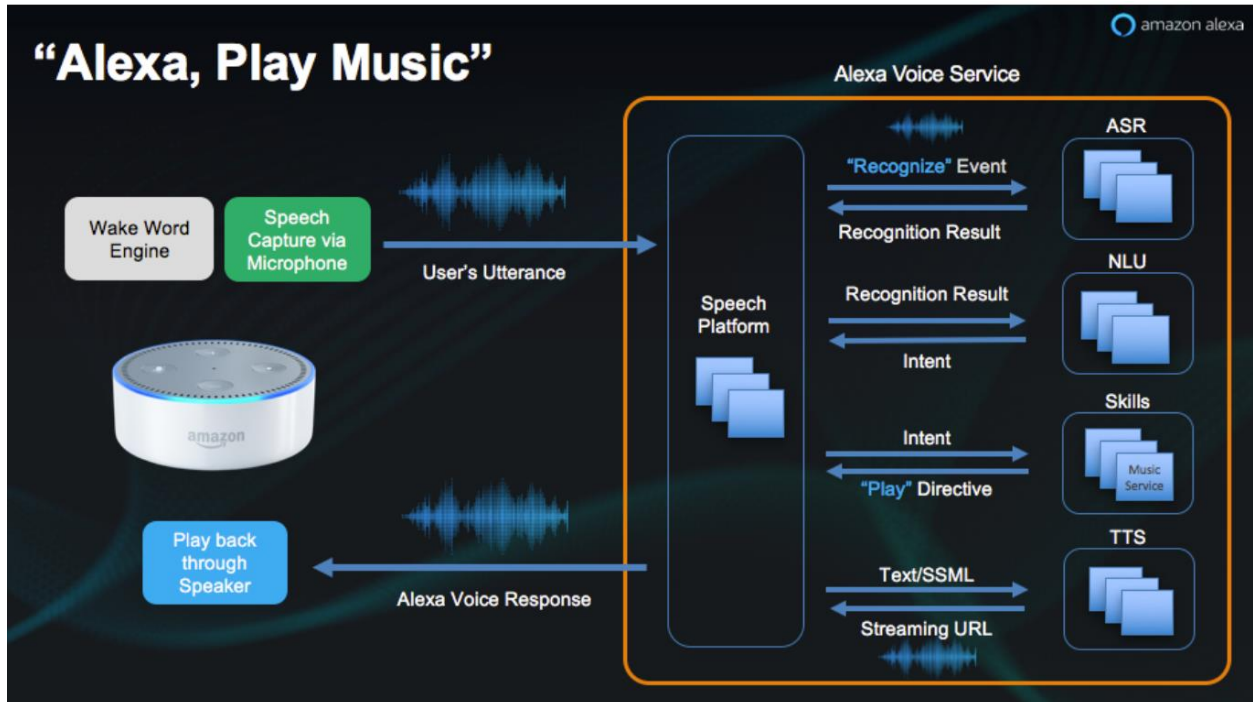 amazon alexa
“Alexa, Play Music”
Alexa Voice Service
Wake Word
Engine
Speech
Capture via
Microphone
User's Utterance
amazon
Play back
through
Speaker
Alexa Voice Response
Speech
Platform
“Recognize” Event
Recognition Result
ASR
Recognition Result
Intent
NLU
Intent
“Play” Directive
Skills
Music
Service
Text/SSML
Streaming URL
TTS